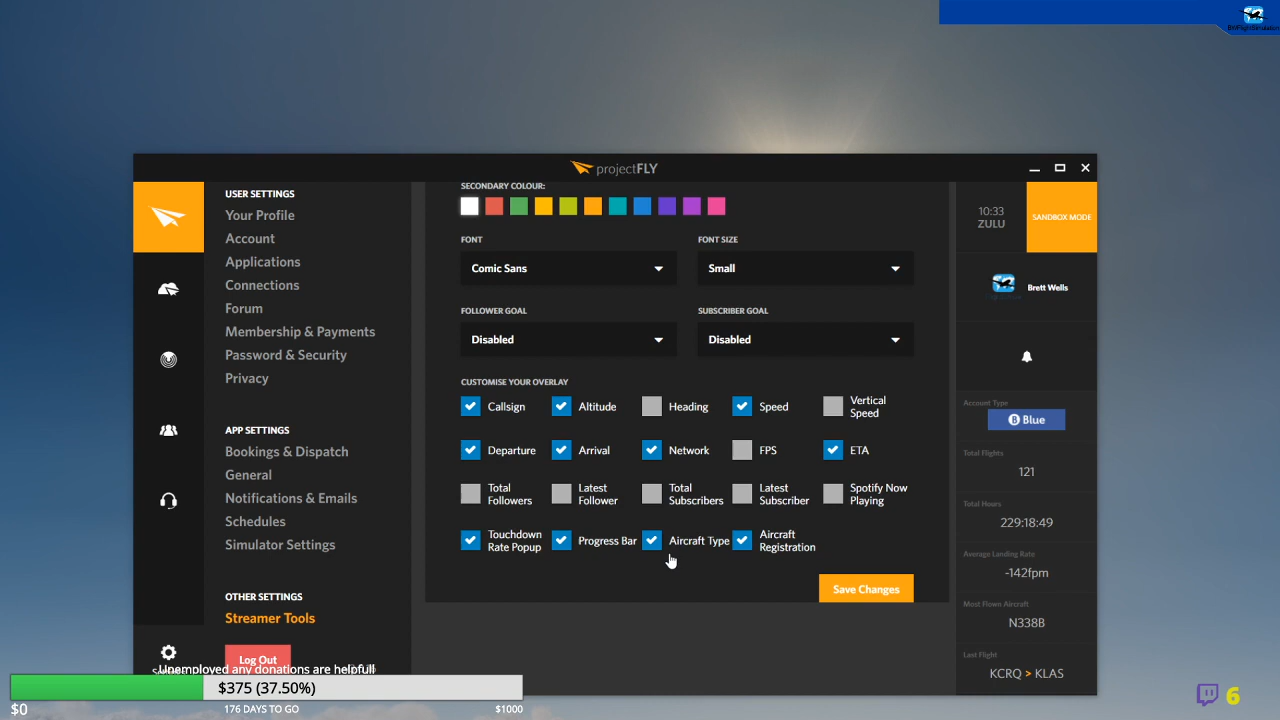 projectFLY
USER SETTINGS
Your Profile
Account
Applications
Connections
Forum
Membership & Payments
Password & Security
Privacy
APP SETTINGS
Bookings & Dispatch
General
Notifications & Emails
Schedules
Simulator Settings
OTHER SETTINGS
Streamer Tools
Log Out
SECONDARY COLOUR:
FONT
FONT SIZE
Comic Sans
Small
FOLLOWER GOAL
SUBSCRIBER GOAL
Disabled
Disabled
CUSTOMISE YOUR OVERLAY
Callsign
Altitude
Heading
Speed
Vertical
Speed
Departure
Arrival
Network
FPS
ETA
Total
Followers
Latest
Follower
Total
Subscribers
Latest
Subscriber
Spotify Now
Playing
Touchdown
Rate Popup
Progress Bar
Aircraft Type
Aircraft
Registration
Save Changes
10:33
ZULU
SANDBOX MODE
Brett Wells
Account Type
B Blue
Total Flights
121
Total Hours
229:18:49
Average Landing Rate
-142fpm
Most Flown Aircraft
N338B
Last Flight
KCRQ > KLAS
Unemployed any donations are helpful!
$375 (37.50%)
$0
176 DAYS TO GO
$1000
6